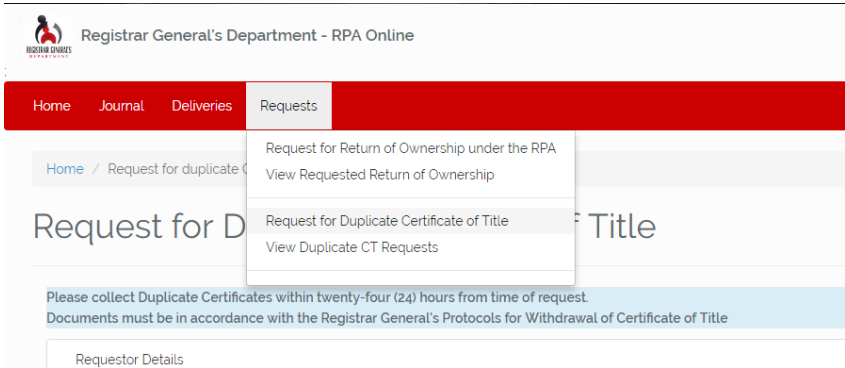 REGISTRAR GENERAL'S
DEPARTMENT
Registrar General's Department - RPA Online
Home Journal Deliveries Requests
Request for Return of Ownership under the RPA
View Requested Return of Ownership
Request for Duplicate Certificate of Title
View Duplicate CT Requests
Home / Request for duplicate
Request for D Title
Please collect Duplicate Certificates within twenty-four (24) hours from time of request.
Documents must be in accordance with the Registrar General's Protocols for Withdrawal of Certificate of Title
Requestor Details